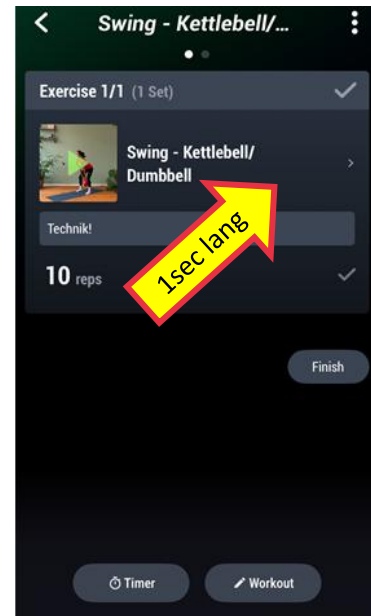 Swing - Kettlebell/...
Exercise 1/1 (1 Set)
Swing - Kettlebell/
Dumbbell
Technik!
1sec lang
10 reps
Finish
Timer
Workout